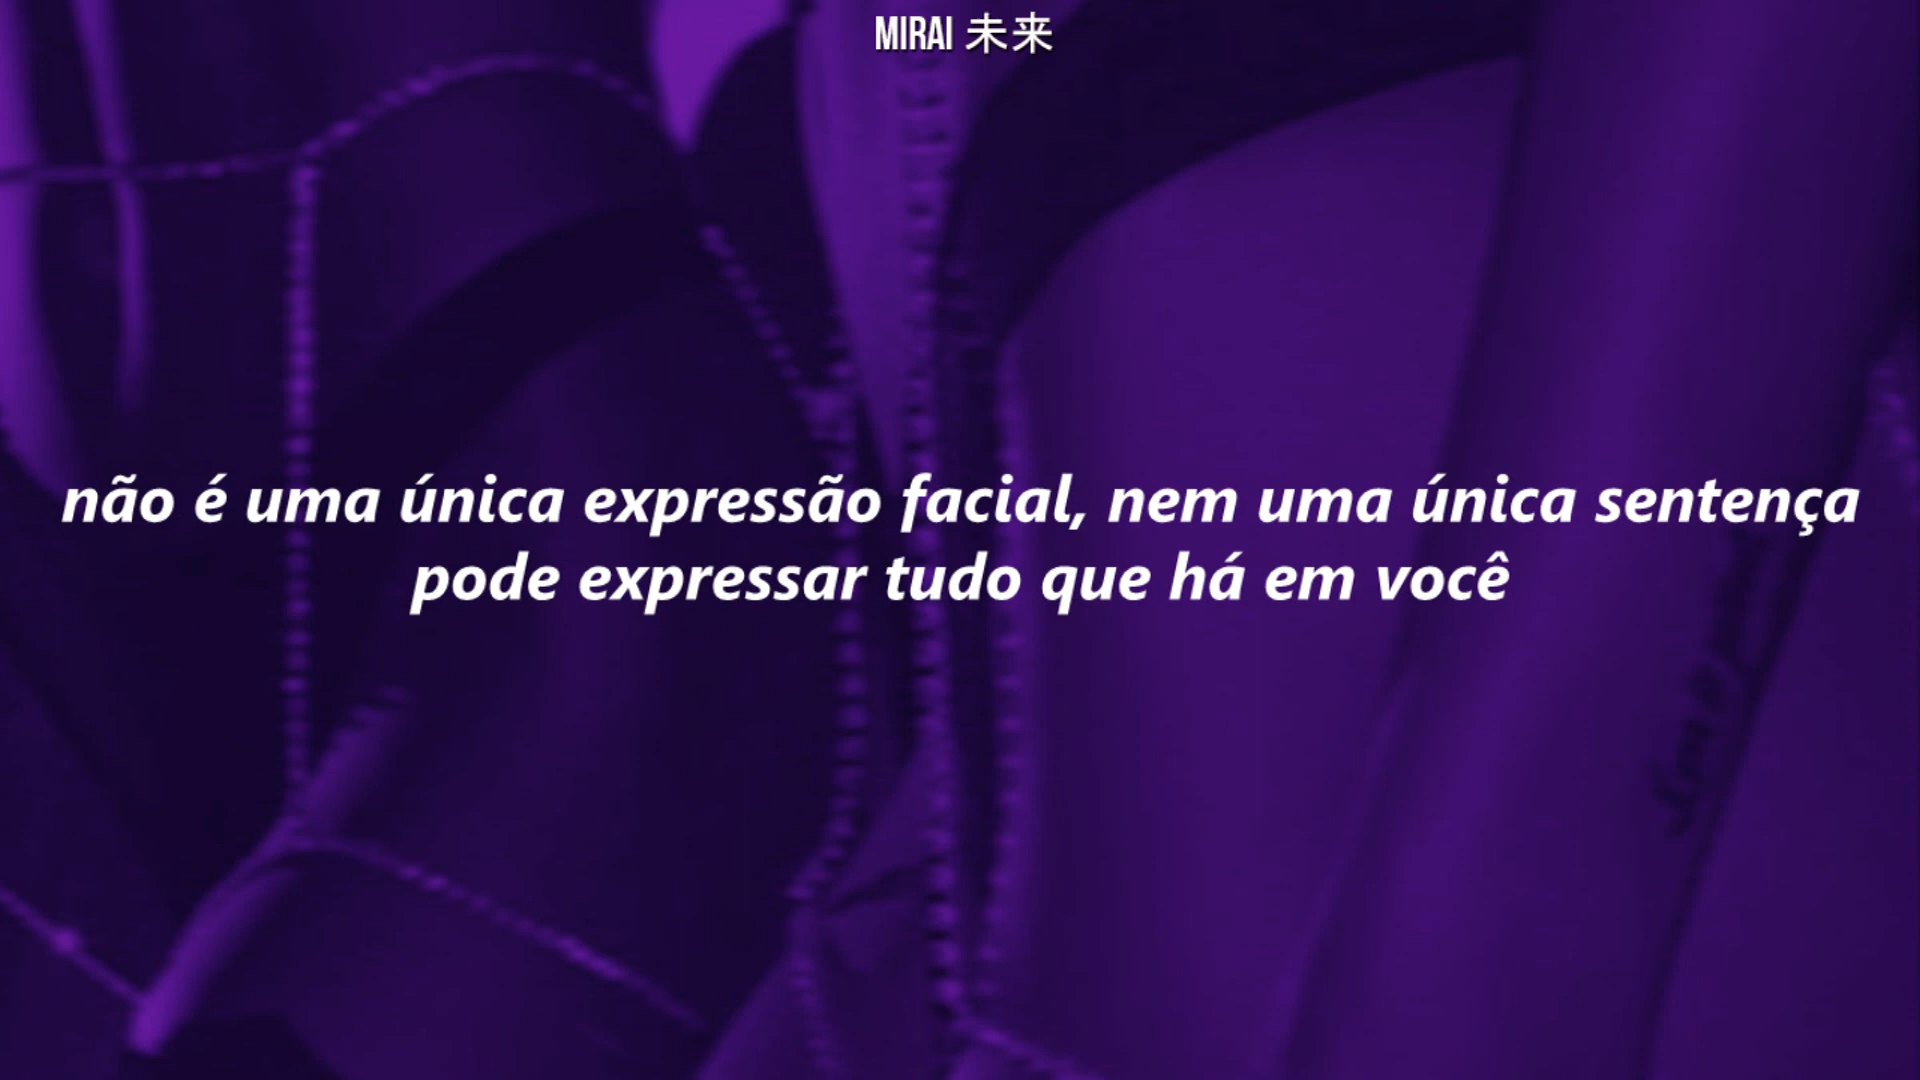 MIRAI 未来
não é uma única expressão facial, nem uma única sentença
pode expressar tudo que há em você